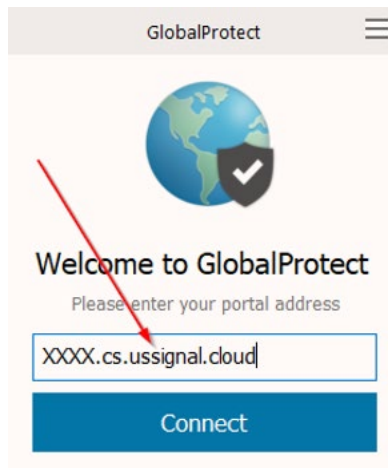 GlobalProtect
Welcome to GlobalProtect
Please enter your portal address
XXXX.cs.ussignal.cloud
Connect